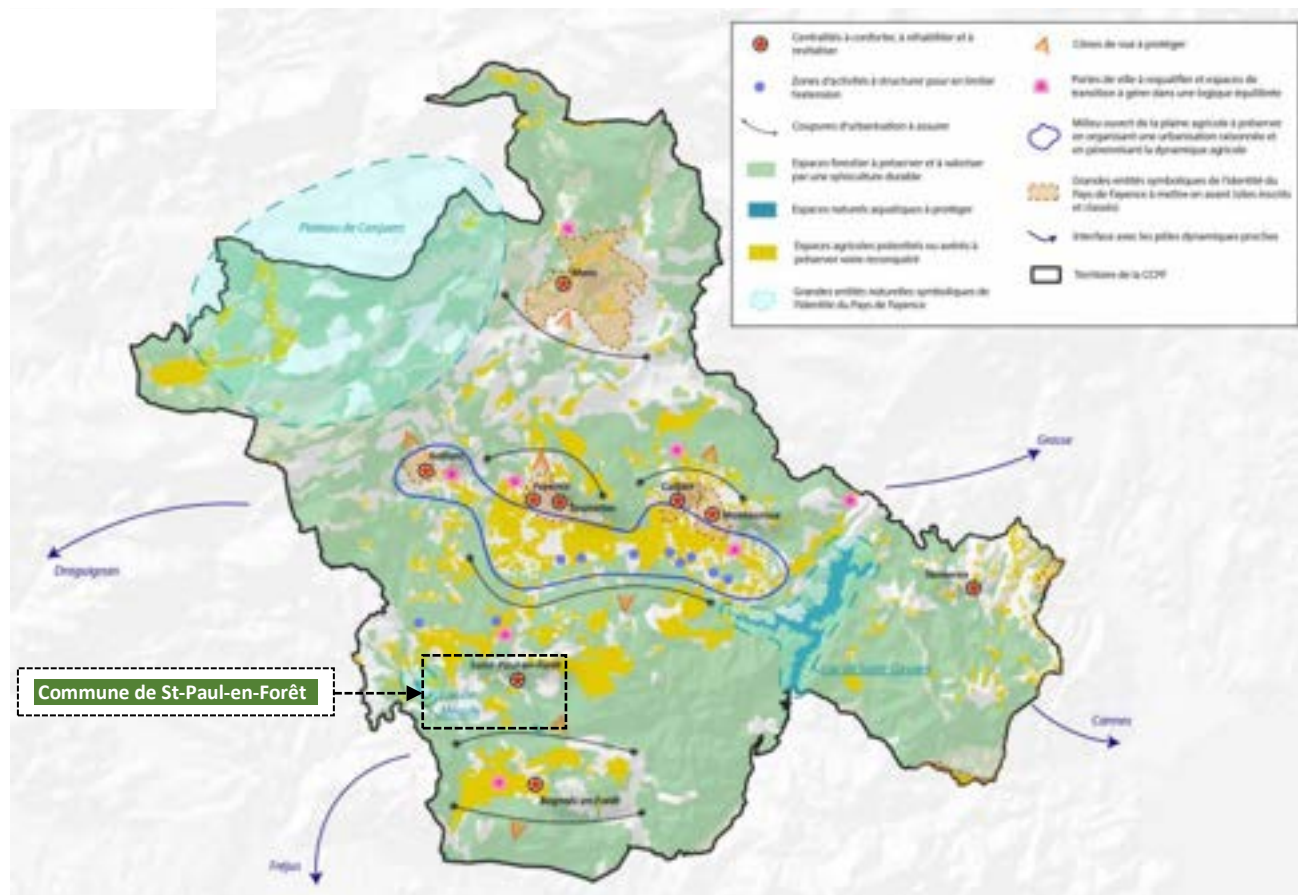 Centralités à conforter, à réhabiliter et à
revitaliser
Zones d'activités à structurer pour en limiter
l'extension
Coupures d'urbanisation à assurer
Espaces forestier à préserver et à valoriser
par une sylviculture durable
Espaces naturels aquatiques à protéger
Espaces agricoles potentiels ou avérés à
préserver voire reconquérir
Grandes entités naturelles symboliques de
l'identité du Pays de Fayence
Cônes de vue à protéger
Portes de ville à requalifier et espaces de
transition à gérer dans une logique équilibrée
Milieu ouvert de la plaine agricole à préserver
en organisant une urbanisation raisonnée et
en pérennisant la dynamique agricole
Grandes entités symboliques de l'identité du
Pays de Fayence à mettre en avant (sites inscrits
et classés)
Interface avec les pôles dynamiques proches
Territoire de la CCPF
Plateau de Canjuers
Mons
Grasse
Seillans
Fayence
Tourrettes
Callian
Montauroux
Draguignan
Tanneron
Saint-Paul-en-Forêt
Lac de Saint-Cassien
Commune de St-Paul-en-Forêt
Cannes
Bagnols-en-Forêt
Fréjus